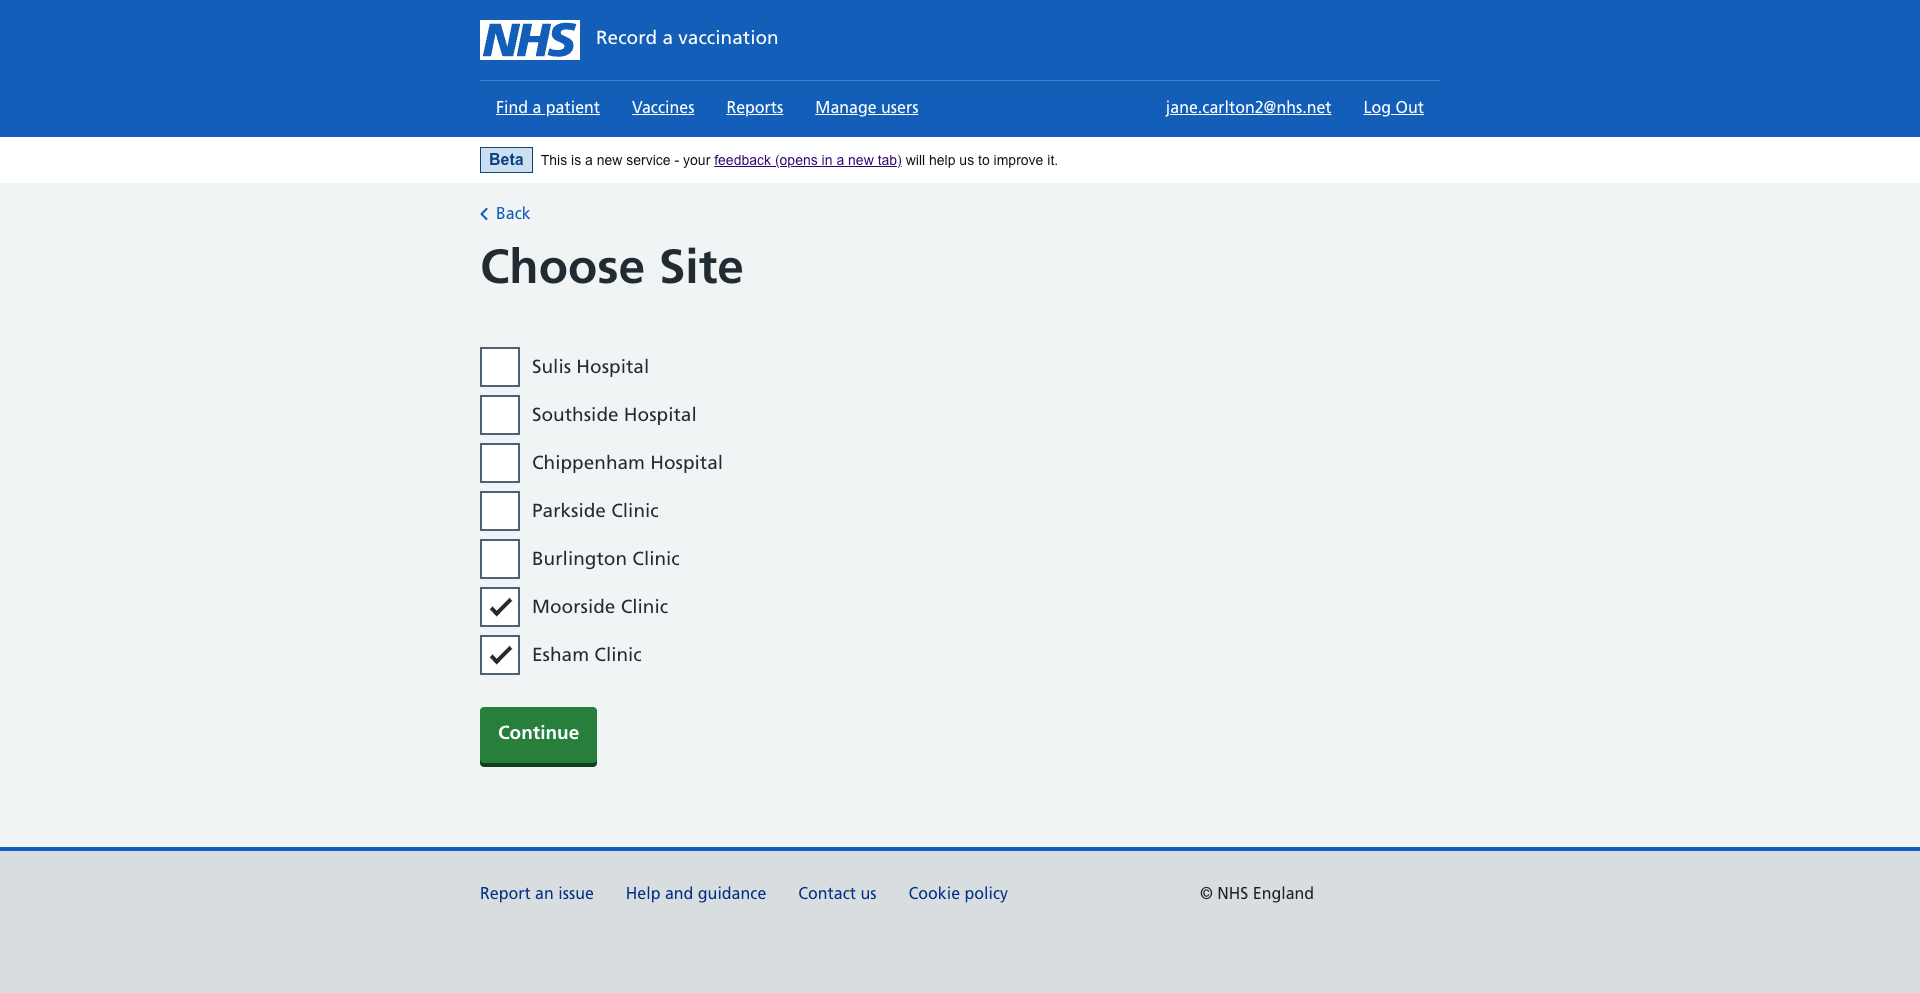 NHS Record a vaccination
Find a patient Vaccines Reports Manage users jane.carlton2@nhs.net Log Out
Beta This is a new service - your feedback (opens in a new tab) will help us to improve it.
Back
Choose Site
Sulis Hospital
Southside Hospital
Chippenham Hospital
Parkside Clinic
Burlington Clinic
Moorside Clinic
Esham Clinic
Continue
Report an issue Help and guidance Contact us Cookie policy © NHS England